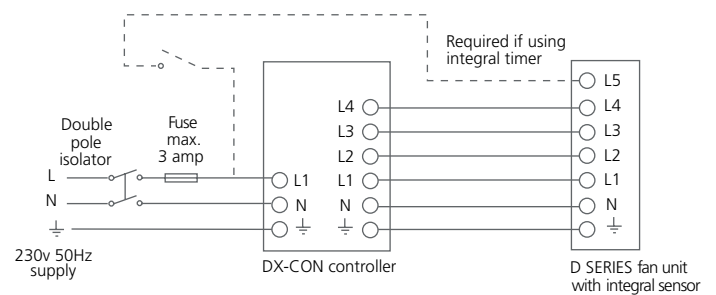 Required if using
integral timer
L5
L4 L4
L3 L3
Double
pole
isolator
Fuse
max.
3 amp
L2 L2
L L1 L1 L1
N N N N
230v 50Hz
supply
DX-CON controller
D SERIES fan unit
with integral sensor